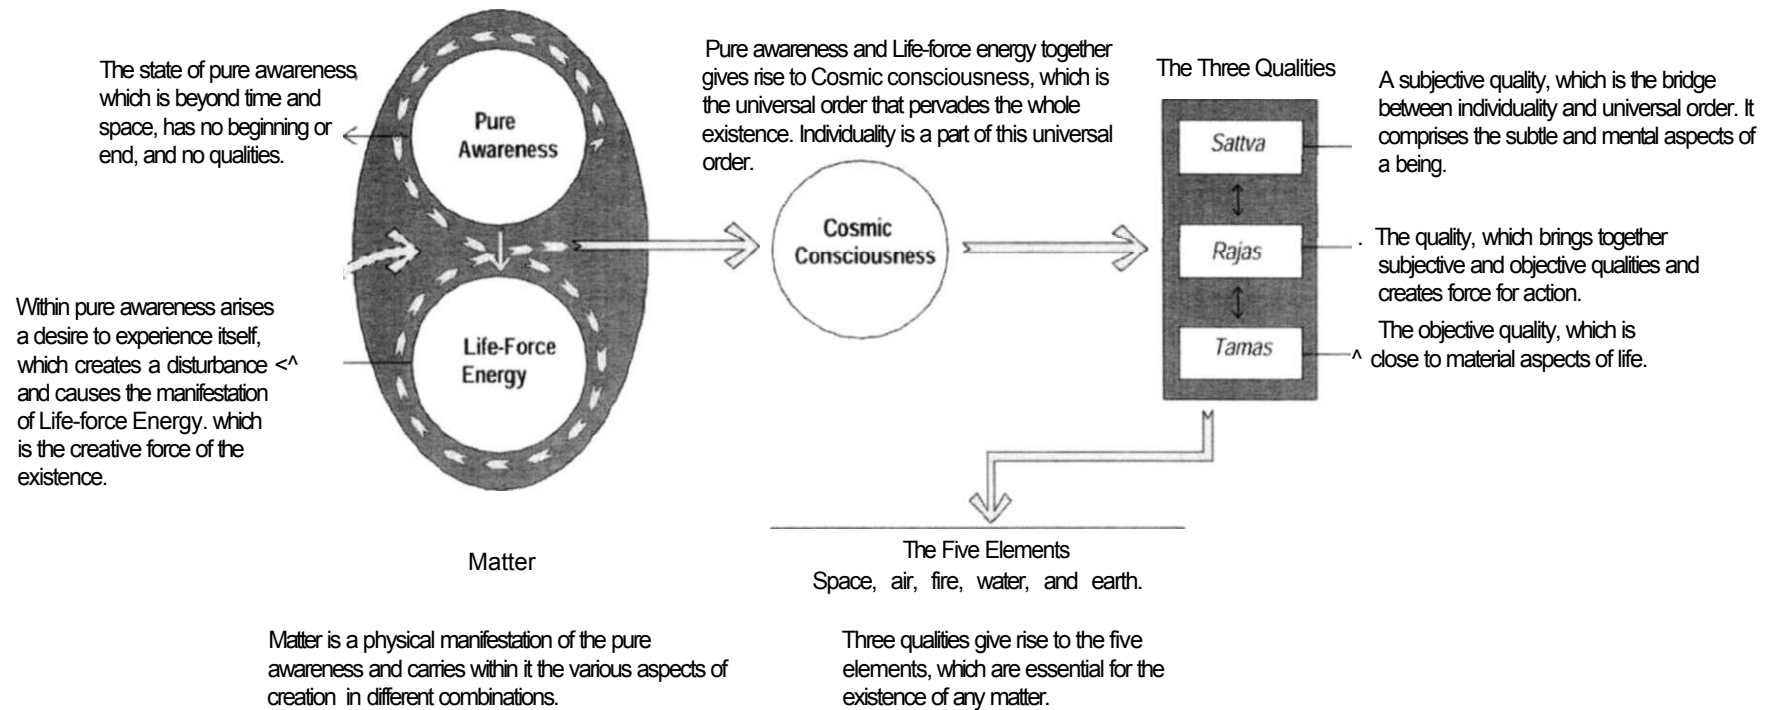 The state of pure awareness,
which is beyond time and
space, has no beginning or
end, and no qualities.
Pure
Awareness
Within pure awareness arises
a desire to experience itself,
which creates a disturbance <^
and causes the manifestation
of Life-force Energy. which
is the creative force of the
existence.
Life-Force
Energy
Pure awareness and Life-force energy together
gives rise to Cosmic consciousness, which is
the universal order that pervades the whole
existence. Individuality is a part of this universal
order.
Cosmic
Consciousness
The Three Qualities
Sattva
A subjective quality, which is the bridge
between individuality and universal order. It
comprises the subtle and mental aspects of
a being.
Rajas
. The quality, which brings together
subjective and objective qualities and
creates force for action.
Tamas
The objective quality, which is
^ close to material aspects of life.
The Five Elements
Space, air, fire, water, and earth.
Three qualities give rise to the five
elements, which are essential for the
existence of any matter.
Matter
Matter is a physical manifestation of the pure
awareness and carries within it the various aspects of
creation in different combinations.